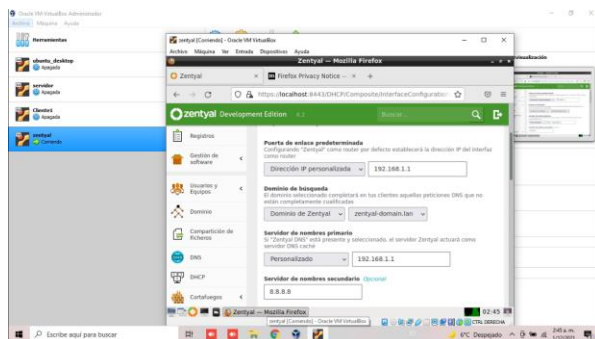 Oracle VM VirtualBox Administrador
Archivo Máquina Ayuda
Herramientas
ubuntu_desktop
Apagada
servidor
Apagada
Cliente1
Apagada
zentyal
Corriendo
zentyal [Corriendo] - Oracle VM VirtualBox
Archivo Máquina Ver Entrada Dispositivos Ayuda
Zentyal — Mozilla Firefox
Zentyal
Firefox Privacy Notice —
https://localhost:8443/DHCP/Composite/InterfaceConfiguration
zentyal Development Edition
Buscar...
Registros
Gestión de software
Usuarios y Equipos
Dominio
Compartición de Ficheros
DNS
DHCP
Cortafuegos
Puerta de enlace predeterminada
Configurando "Zentyal" como router por defecto establecerá la dirección IP del interfaz como router
Dirección IP personalizada
192.168.1.1
Dominio de búsqueda
El dominio seleccionado completará en tus clientes aquellas peticiones DNS que no están completamente cualificadas
Dominio de Zentyal
zentyal-domain.lan
Servidor de nombres primario
Si "Zentyal DNS" está presente y seleccionado, el servidor Zentyal actuará como servidor DNS caché
Personalizado
192.168.1.1
Servidor de nombres secundario Opcional
8.8.8.8
Zentyal — Mozilla Firefox
02:45
zentyal [Corriendo] - Oracle VM VirtualBox
CTRL DERECHA
Escribe aquí para buscar
6°C Despejado
2:45 a. m.